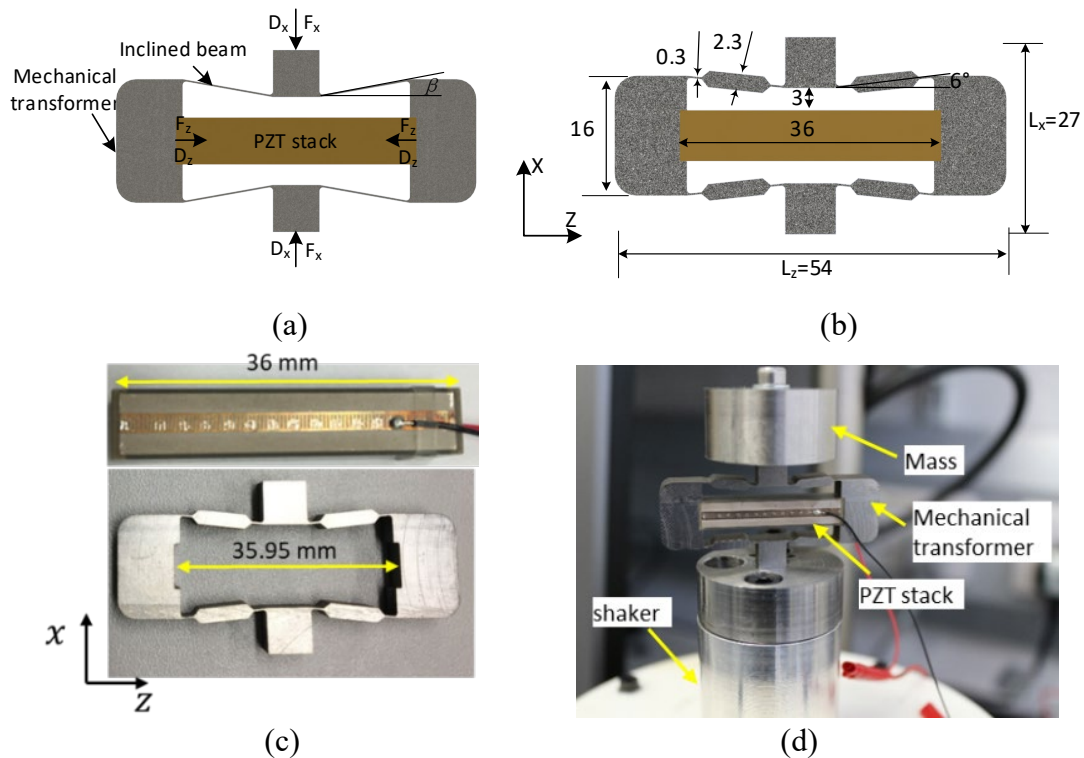 Dx
Fx
Inclined beam
Mechanical
transformer
β
Fz
Fz
PZT stack
Dz
Dz
Dx
Fx
(a)
0.3
2.3
6°
3
16
36
Lx=27
X
Z
Lz=54
(b)
36 mm
35.95 mm
x
z
(c)
Mass
Mechanical
transformer
PZT stack
shaker
(d)